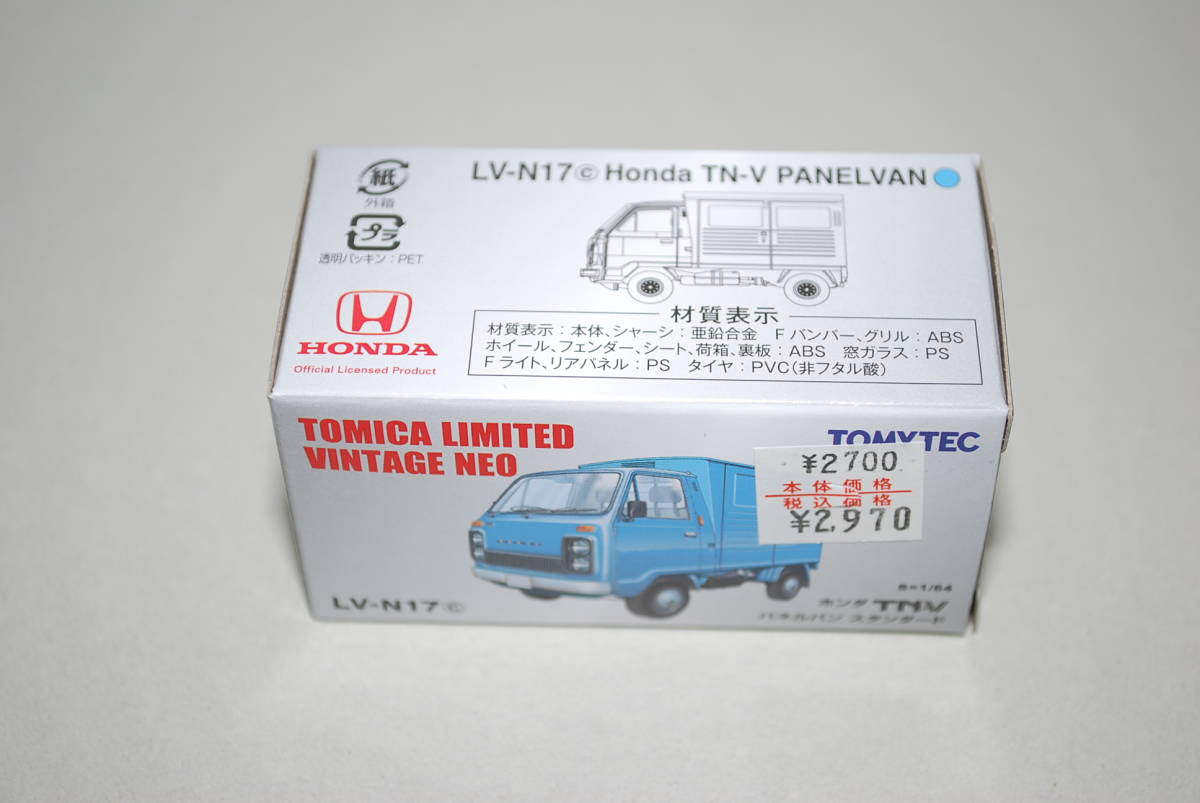 紙
外箱
プラ
透明パッキン：PET
LV-N17ⓒ Honda TN-V PANELVAN
HONDA
Official Licensed Product
材質表示
材質表示：本体、シャーシ：亜鉛合金 Fバンパー、グリル：ABS
ホイール、フェンダー、シート、荷箱、裏板：ABS 窓ガラス：PS
Fライト、リアパネル：PS タイヤ：PVC（非フタル酸）
TOMICA LIMITED
VINTAGE NEO
TOMYTEC
¥2700
本体価格
税込価格
¥2,970
S=1/64
LV-N17ⓒ
ホンダ TNV
パネルバン スタンダード